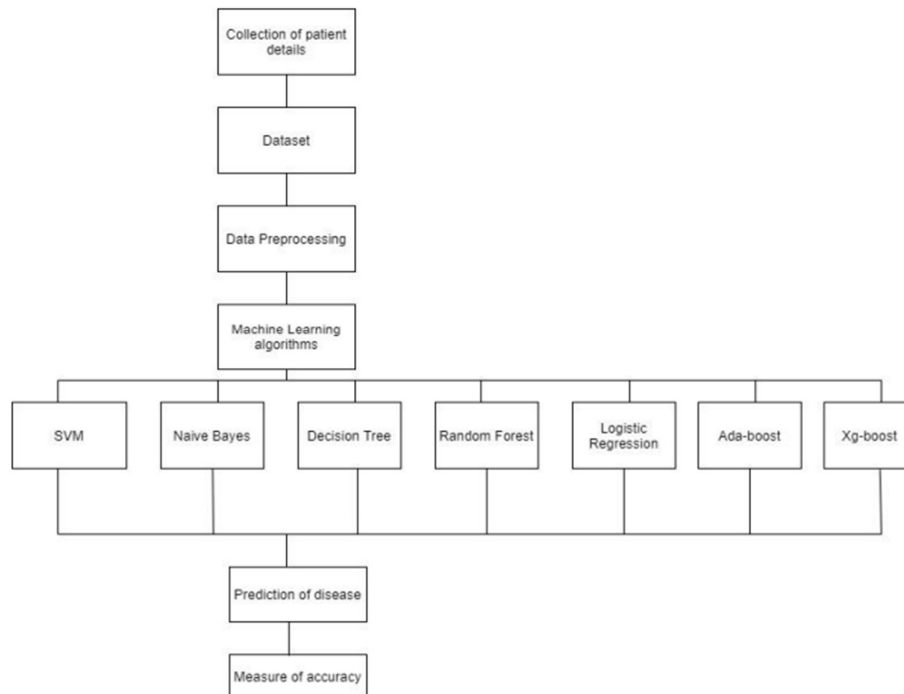 Collection of patient
details
Dataset
Data Preprocessing
Machine Learning
algorithms
SVM
Naive Bayes
Decision Tree
Random Forest
Logistic
Regression
Ada-boost
Xg-boost
Prediction of disease
Measure of accuracy